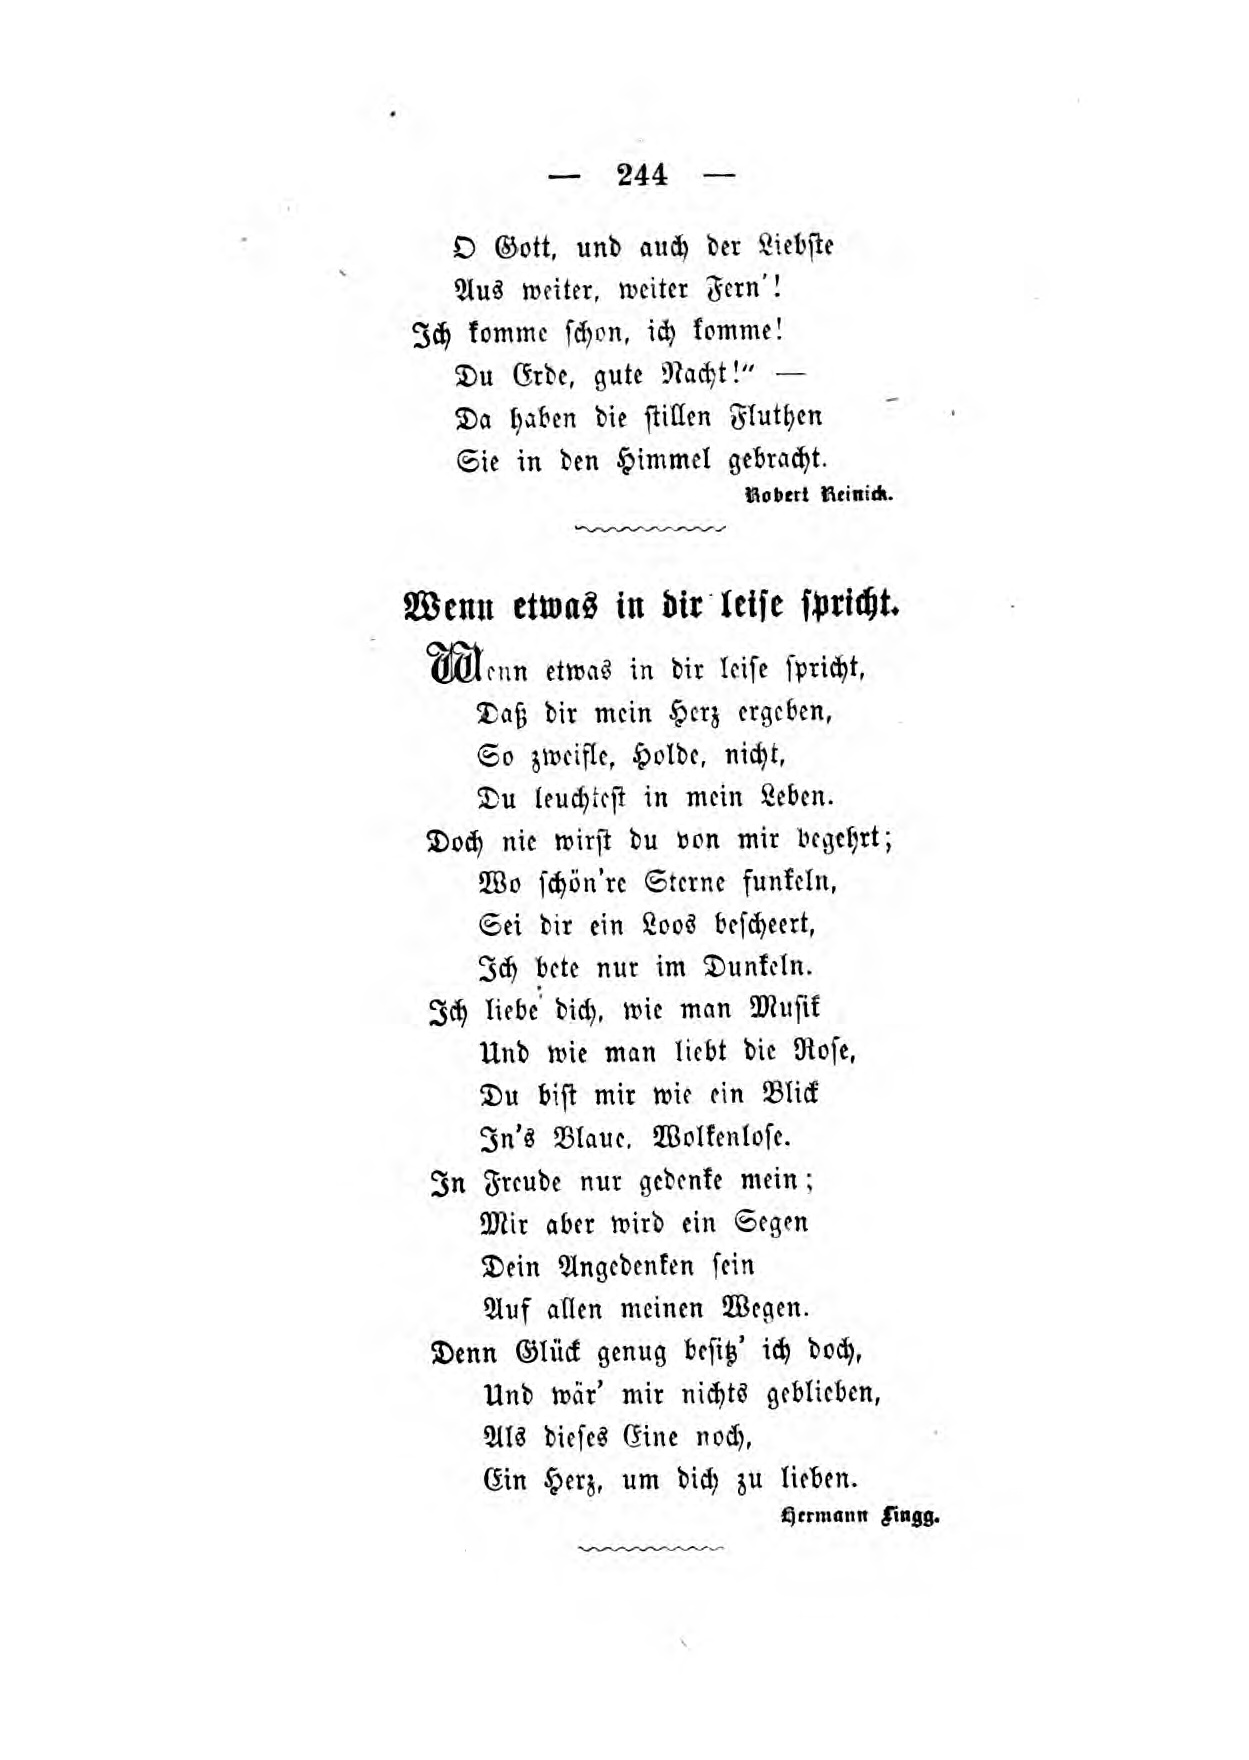 — 244 —
O Gott, und auch der Liebste
Aus weiter, weiter Fern'!
Ich komme schon, ich komme!
Du Erde, gute Nacht!“ —
Da haben die stillen Fluthen
Sie in den Himmel gebracht.
Robert Reinick.
Wenn etwas in dir leise spricht.
Wenn etwas in dir leise spricht,
Daß dir mein Herz ergeben,
So zweifle, Holde, nicht,
Du leuchtest in mein Leben.
Doch nie wirst du von mir begehrt;
Wo schön're Sterne funkeln,
Sei dir ein Loos bescheert,
Ich bete nur im Dunkeln.
Ich liebe dich, wie man Musik
Und wie man liebt die Rose,
Du bist mir wie ein Blick
In's Blaue, Wolkenlose.
In Freude nur gedenke mein;
Mir aber wird ein Segen
Dein Angedenken sein
Auf allen meinen Wegen.
Denn Glück genug besitz' ich doch,
Und wär' mir nichts geblieben,
Als dieses Eine noch,
Ein Herz, um dich zu lieben.
Hermann Lingg.